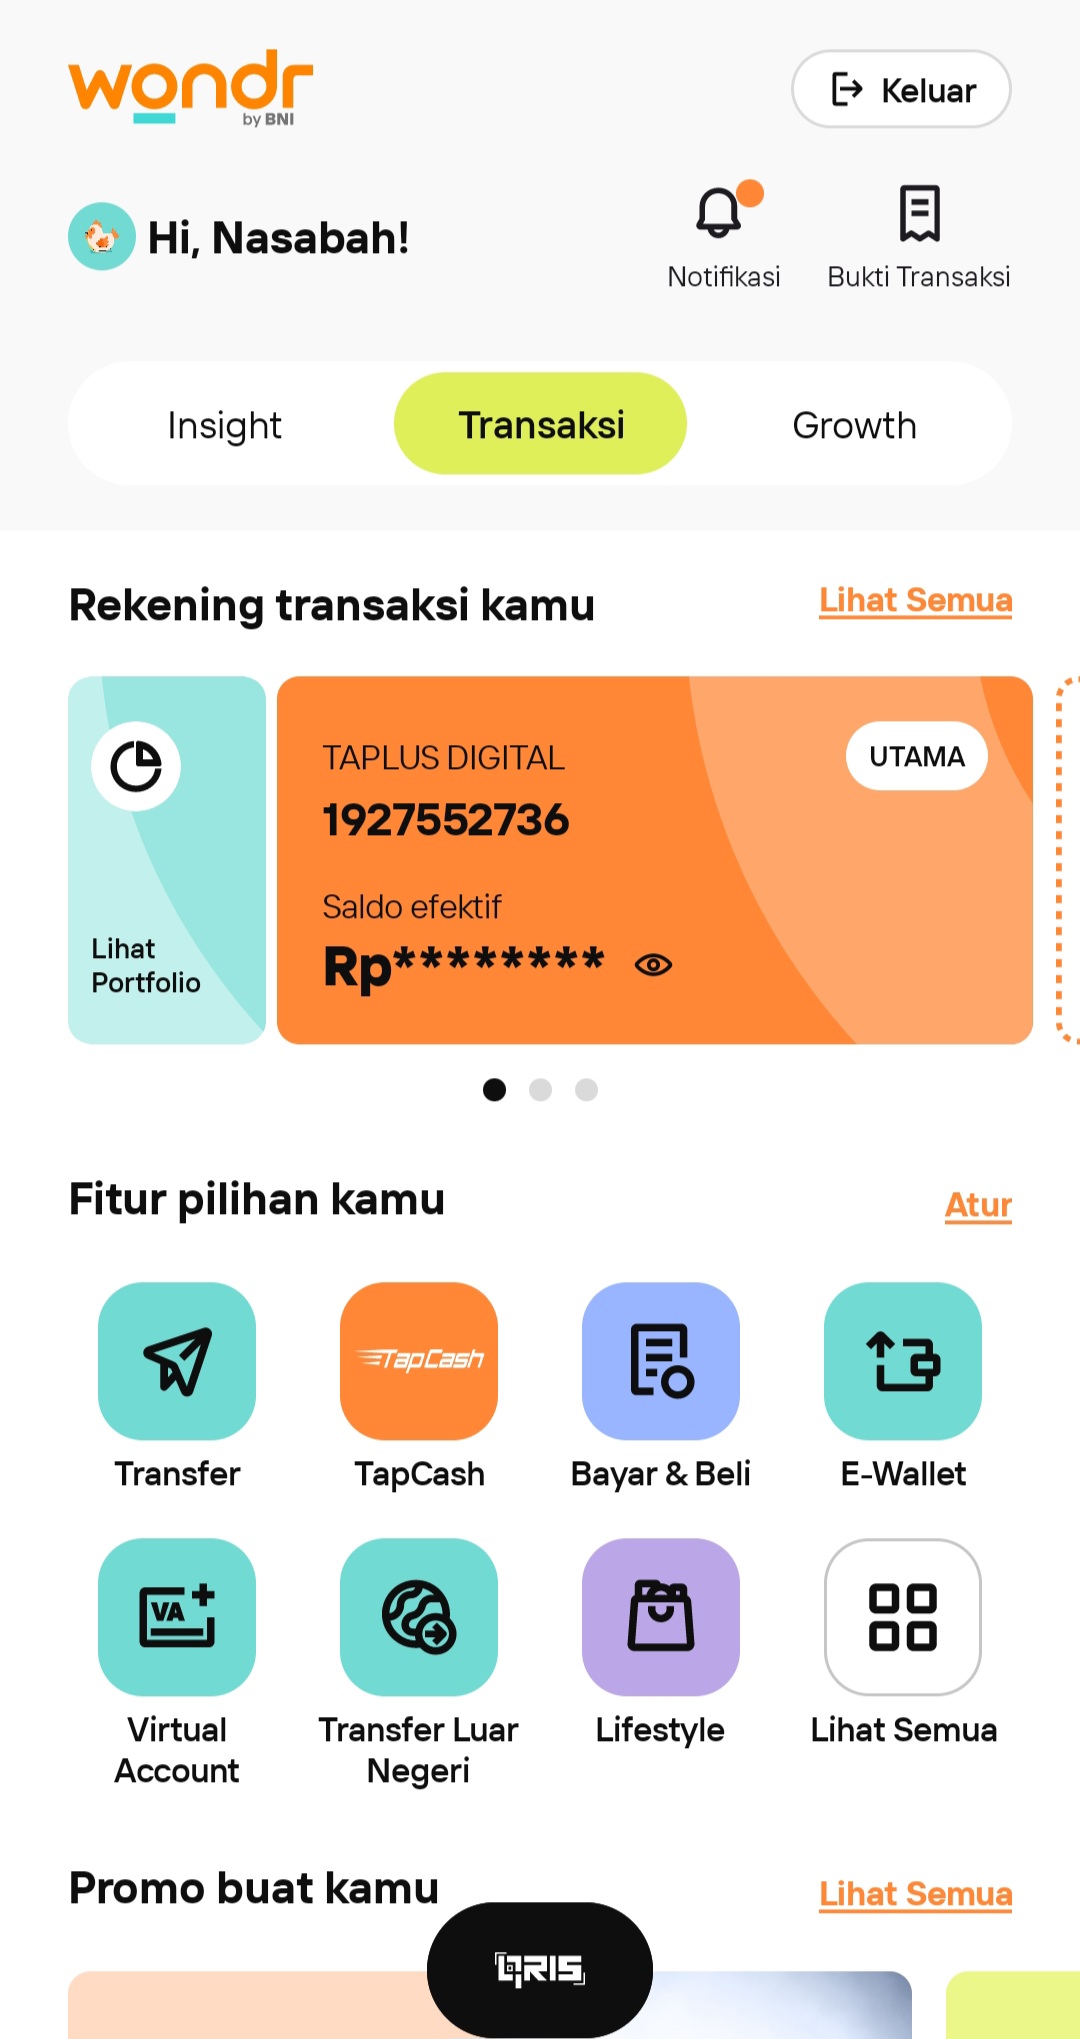 wondr
by BNI
Keluar
Hi, Nasabah!
Notifikasi
Bukti Transaksi
Insight
Transaksi
Growth
Rekening transaksi kamu
Lihat Semua
Lihat
Portfolio
TAPLUS DIGITAL
UTAMA
1927552736
Saldo efektif
Rp********
Fitur pilihan kamu
Atur
TapCash
Transfer
TapCash
Bayar & Beli
E-Wallet
VA
Virtual
Account
Transfer Luar
Negeri
Lifestyle
Lihat Semua
Promo buat kamu
Lihat Semua
QRIS